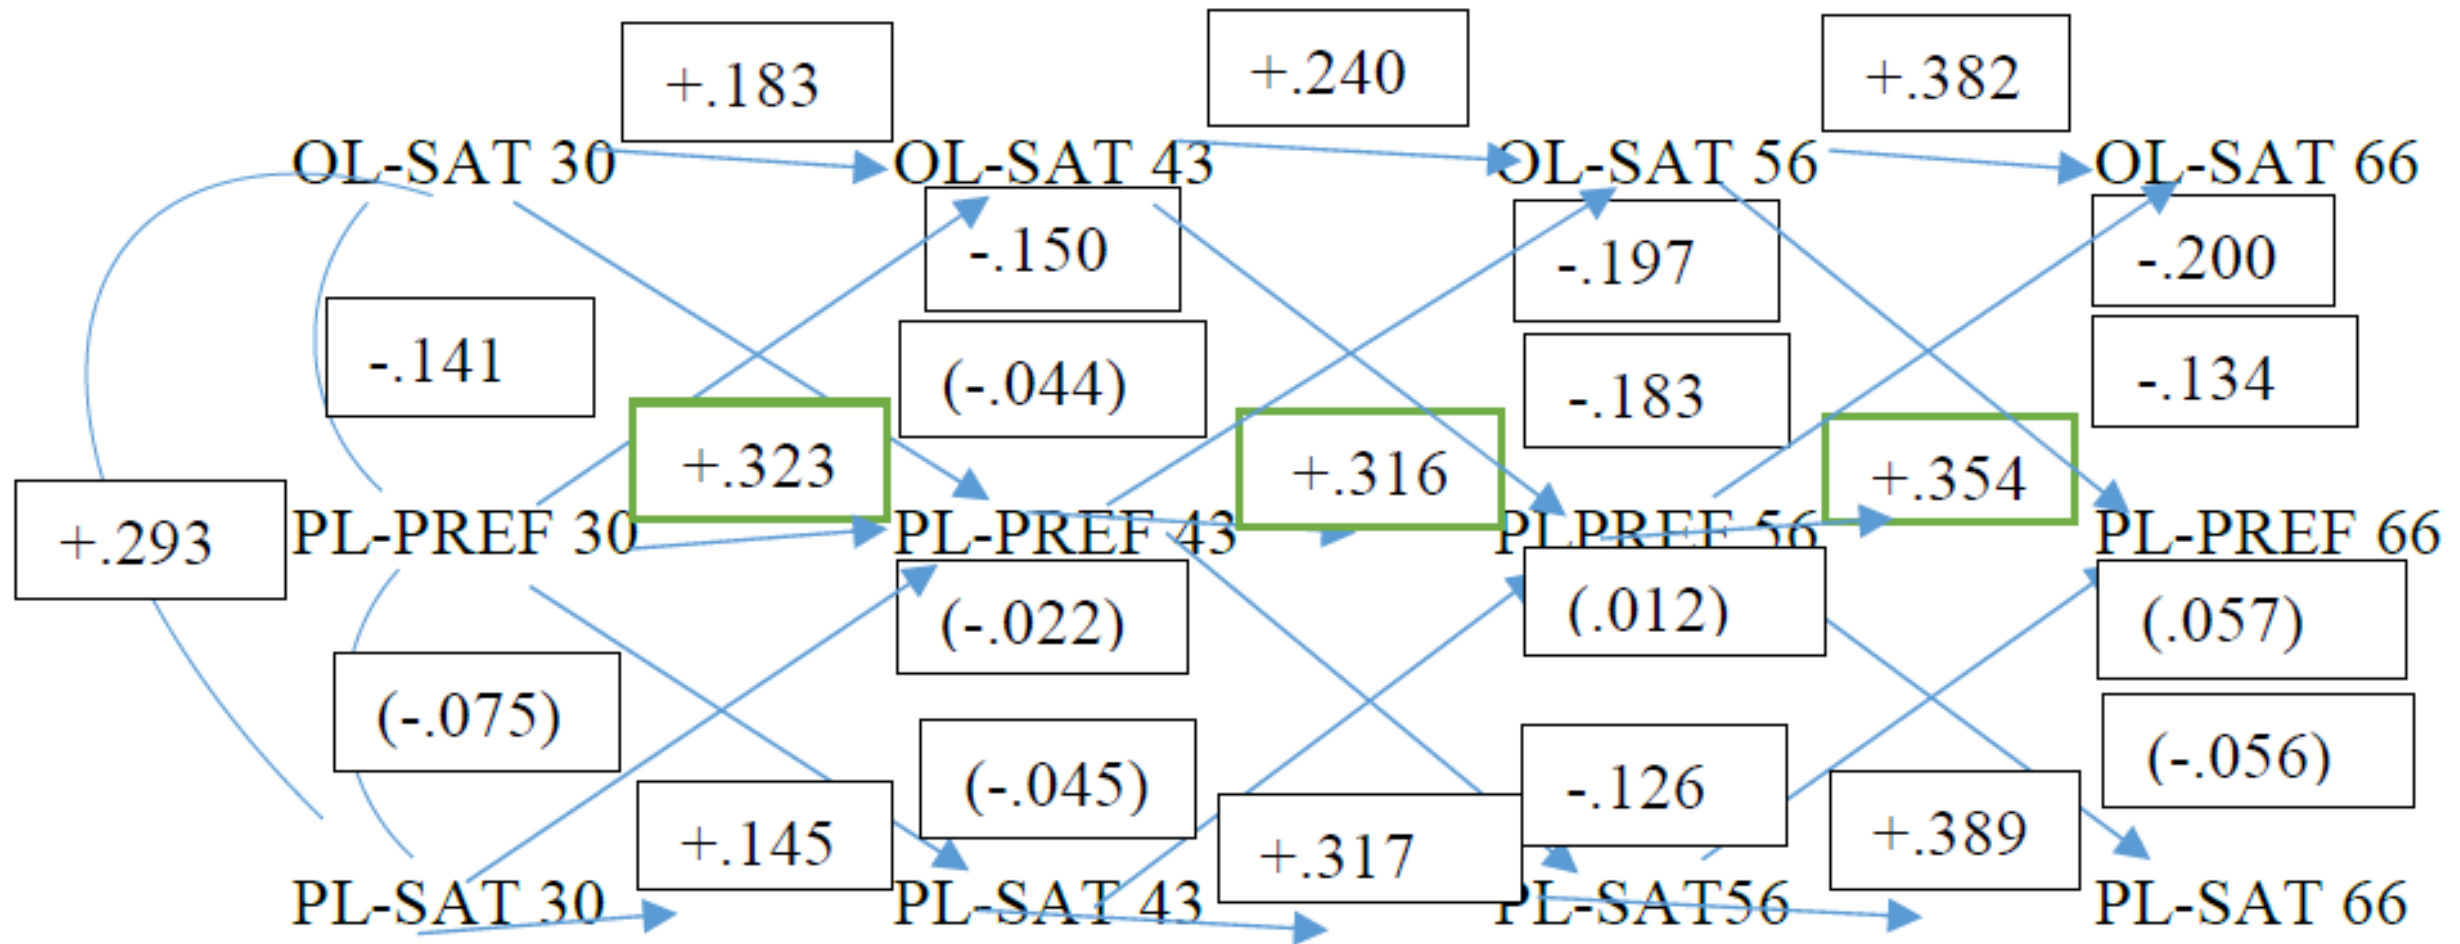 +.183
+.240
+.382
OL-SAT 30
OL-SAT 43
OL-SAT 56
OL-SAT 66
-.150
-.197
-.200
-.141
(-.044)
-.183
-.134
+.323
+.316
+.354
+.293
PL-PREF 30
PL-PREF 43
PLPREF 56
PL-PREF 66
(-.022)
(.012)
(.057)
(-.075)
(-.045)
-.126
(-.056)
+.145
+.317
+.389
PL-SAT 30
PL-SAT 43
PL-SAT56
PL-SAT 66